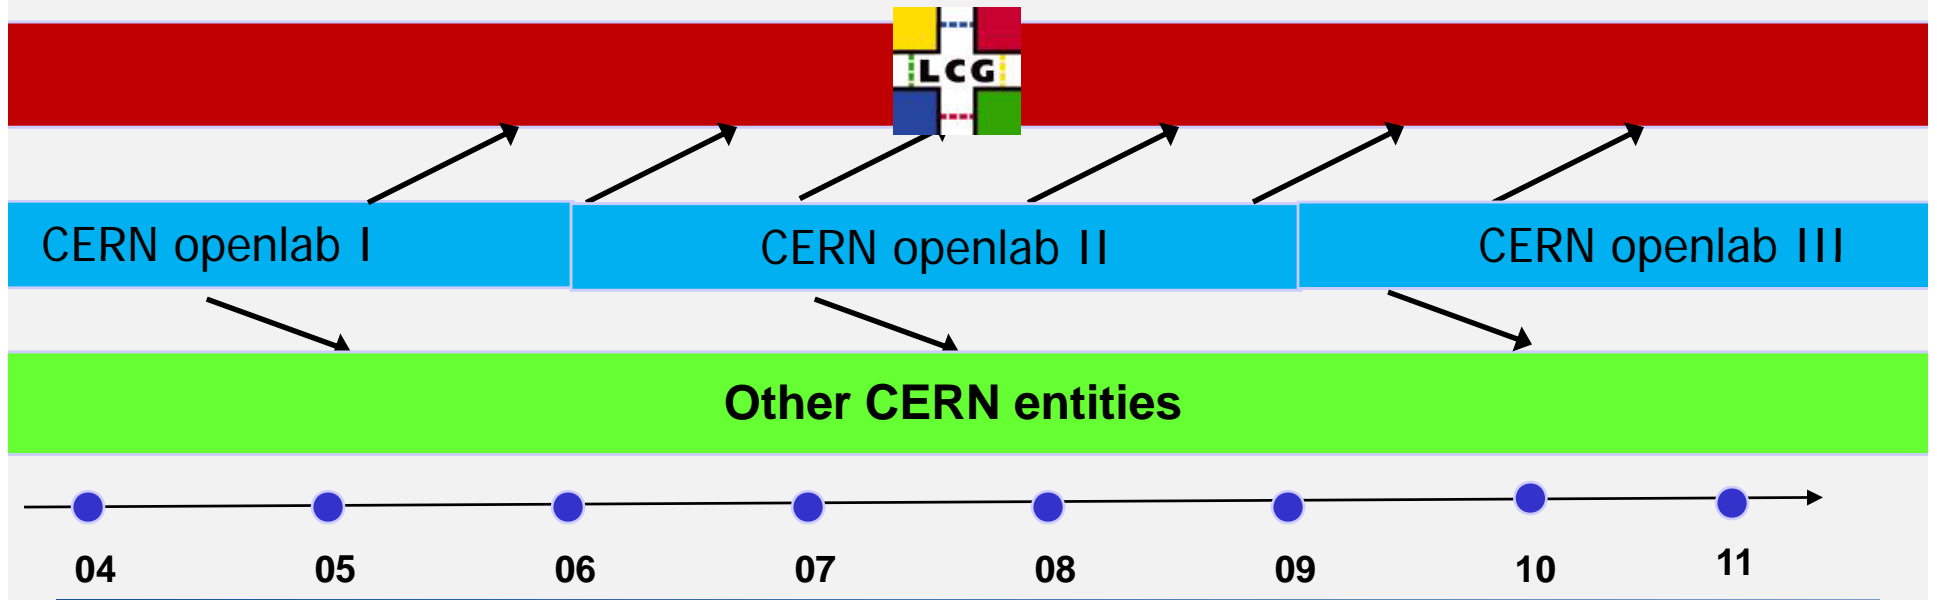 LCG
CERN openlab I
CERN openlab II
CERN openlab III
Other CERN entities
04 05 06 07 08 09 10 11